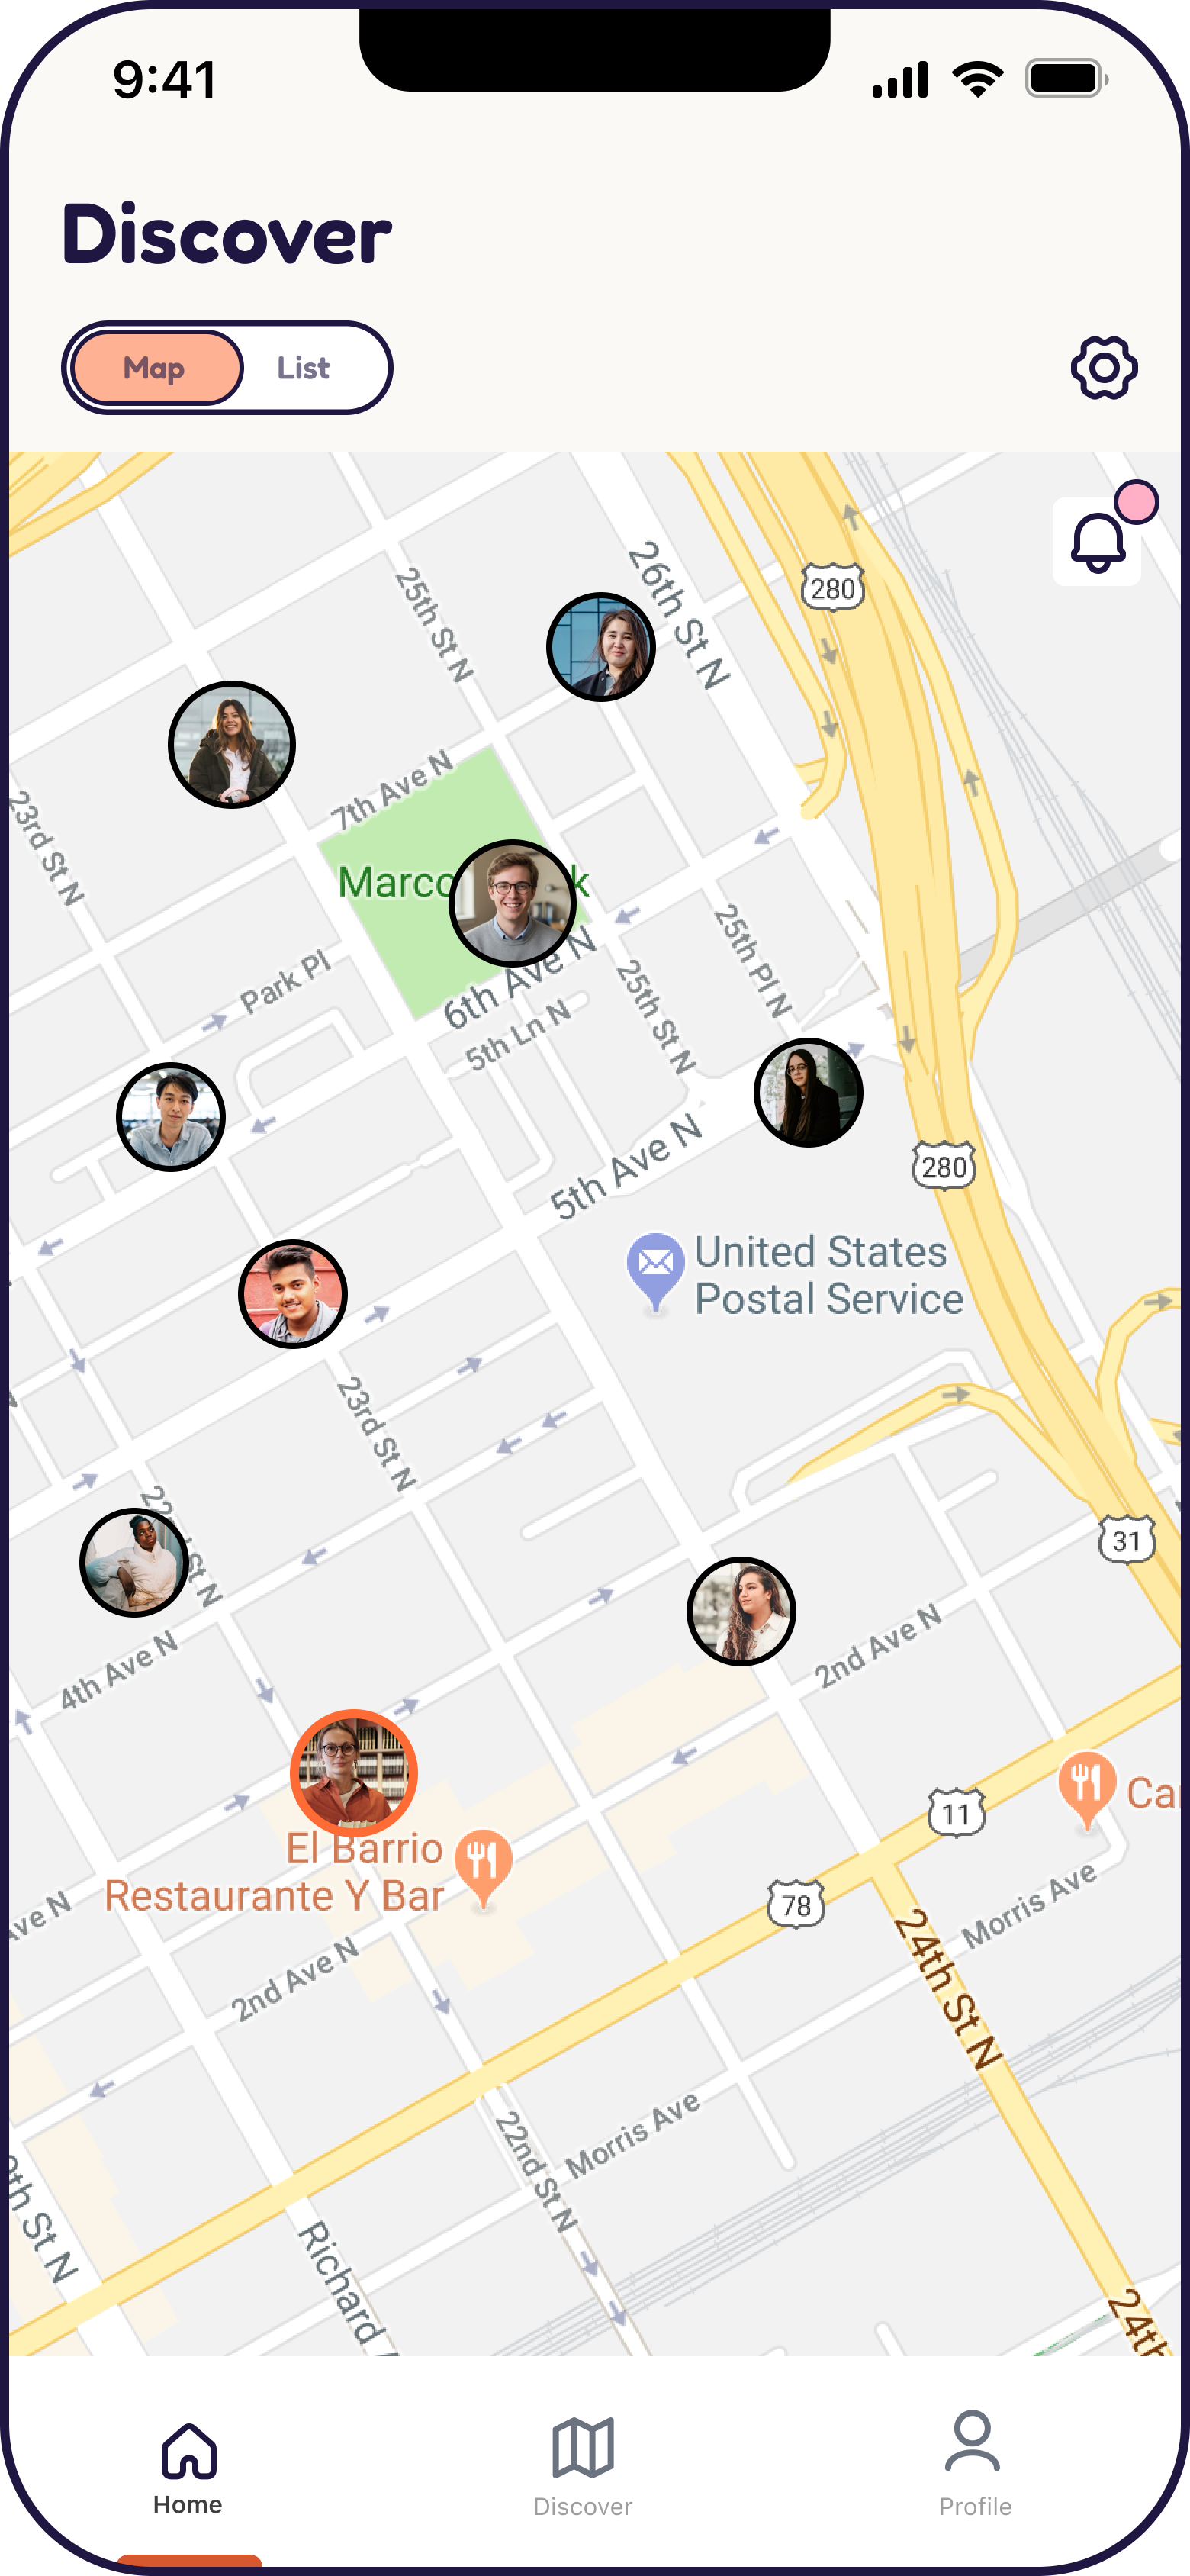 9:41
Discover
Map
List
26th St N
25th St N
280
7th Ave N
23rd St N
Marco
k
6th Ave N
25th Pl N
Park Pl
5th Ln N
25th St N
5th Ave N
280
United States
Postal Service
23rd St N
31
St N
4th Ave N
2nd Ave N
El Barrio
Restaurante Y Bar
11
78
Morris Ave
24th St N
2nd Ave N
Morris Ave
22nd St N
St N
Richard
24th
Home
Discover
Profile